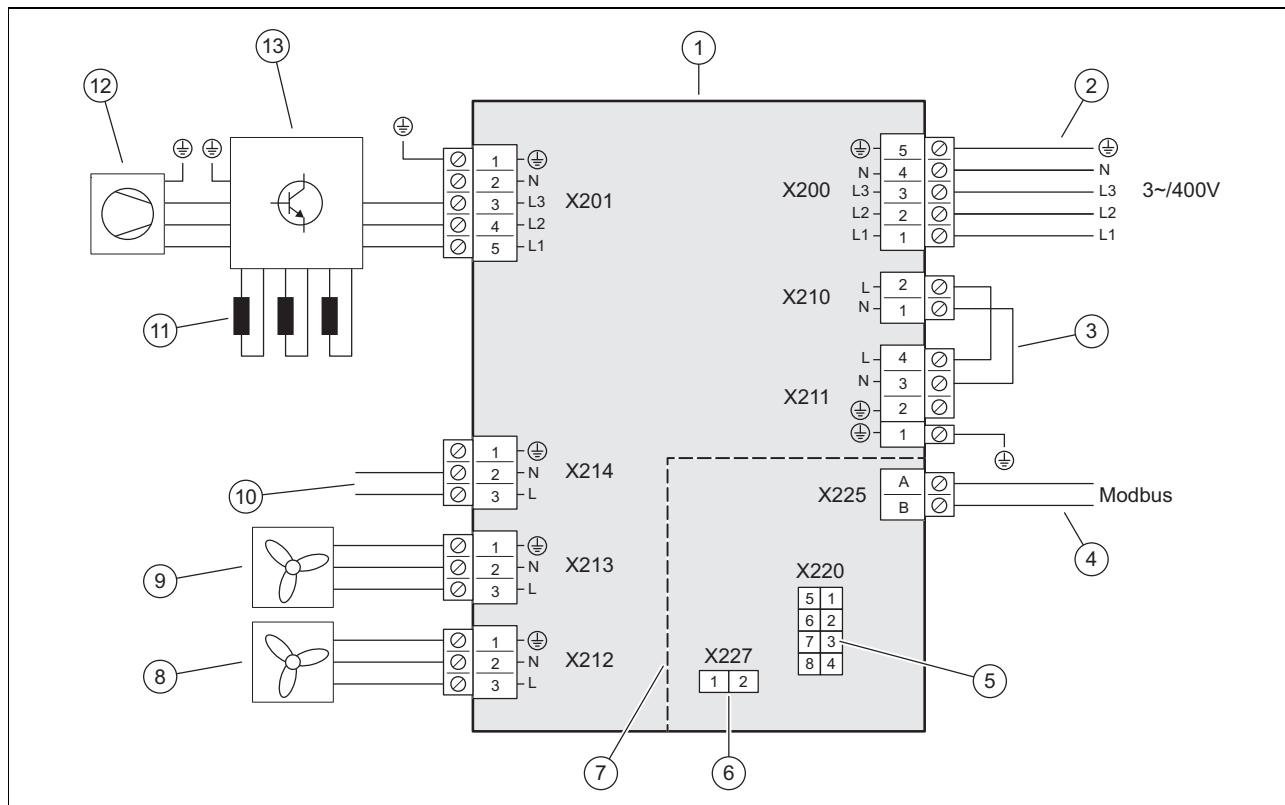 1
13
12
2
1
2 N
3 L3 X201
4 L2
5 L1
5
N 4 N
X200 L3 3 L3 3~/400V
L2 2 L2
L1 1 L1
X210 L 2
N 1
3
11
L 4
N 3
X211 2
1
1
2 N X214
3 L
10
X225 A
B
Modbus
4
1
2 N X213
3 L
9
X220
5 1
6 2
7 3
8 4
5
1
2 N X212
3 L
8
X227
1 2
7
6